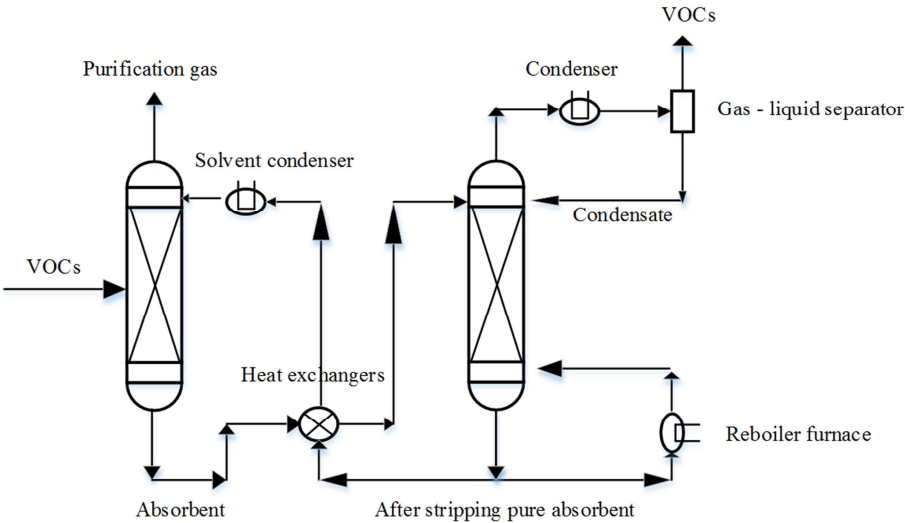 VOCs
Purification gas
Condenser
Gas - liquid separator
Solvent condenser
Condensate
VOCs
Heat exchangers
Reboiler furnace
Absorbent
After stripping pure absorbent